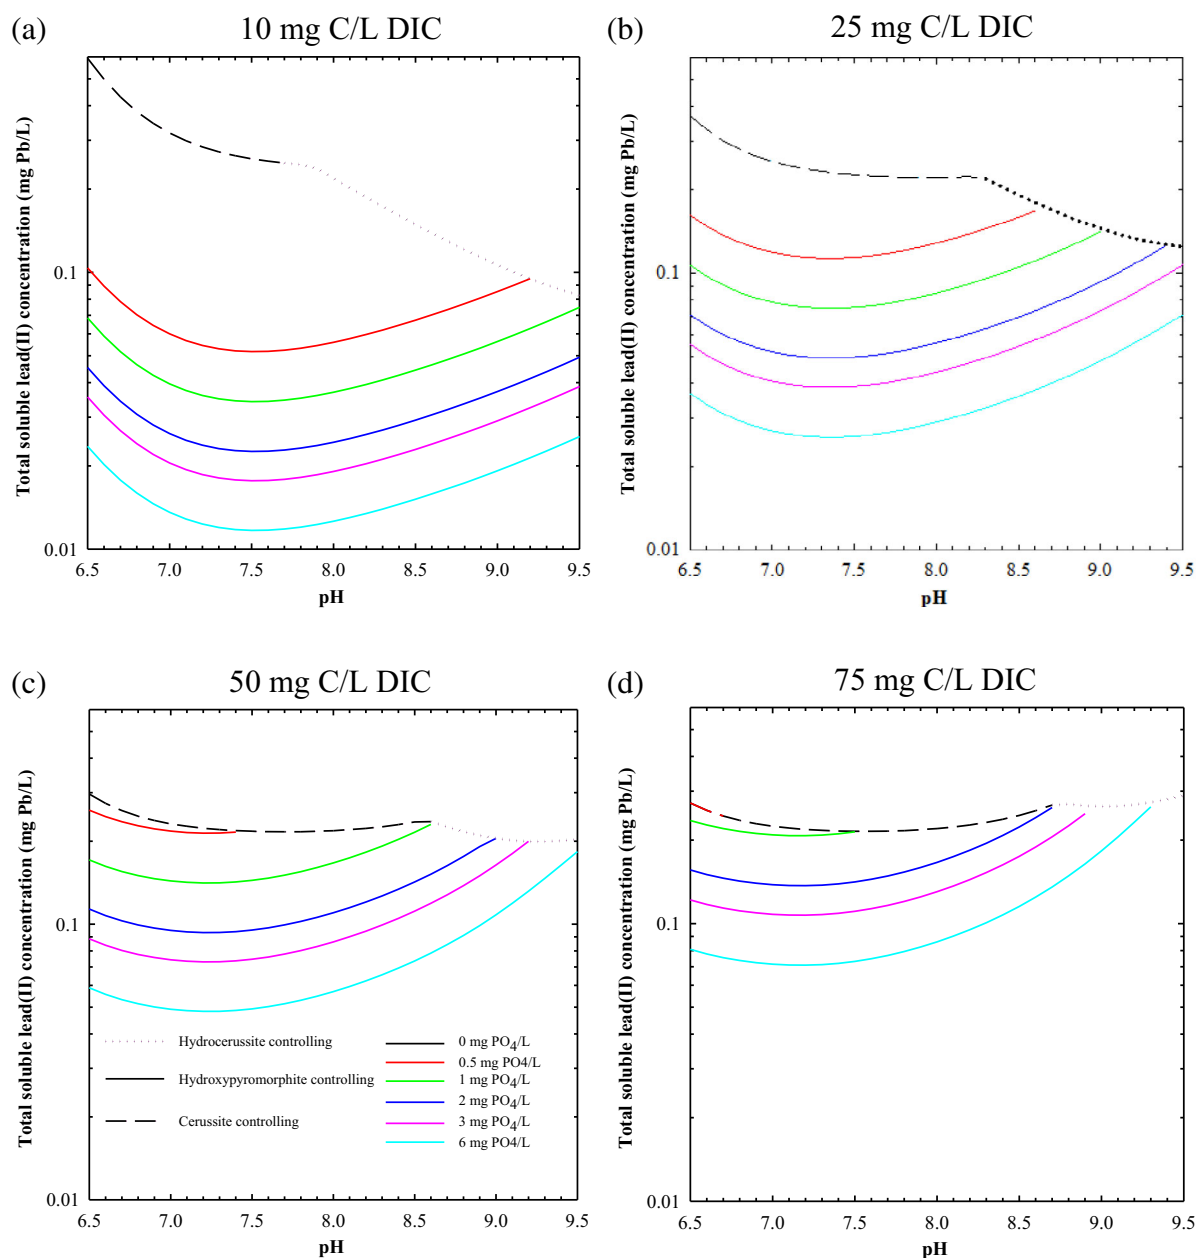 (a)
10 mg C/L DIC
Total soluble lead(II) concentration (mg Pb/L)
0.1
0.01
6.5 7.0 7.5 8.0 8.5 9.0 9.5
pH
(b)
25 mg C/L DIC
Total soluble lead(II) concentration (mg Pb/L)
0.1
0.01
6.5 7.0 7.5 8.0 8.5 9.0 9.5
pH
(c)
50 mg C/L DIC
Total soluble lead(II) concentration (mg Pb/L)
0.1
0.01
Hydrocerussite controlling
Hydroxypyromorphite controlling
Cerussite controlling
0 mg PO4/L
0.5 mg PO4/L
1 mg PO4/L
2 mg PO4/L
3 mg PO4/L
6 mg PO4/L
6.5 7.0 7.5 8.0 8.5 9.0 9.5
pH
(d)
75 mg C/L DIC
Total soluble lead(II) concentration (mg Pb/L)
0.1
0.01
6.5 7.0 7.5 8.0 8.5 9.0 9.5
pH